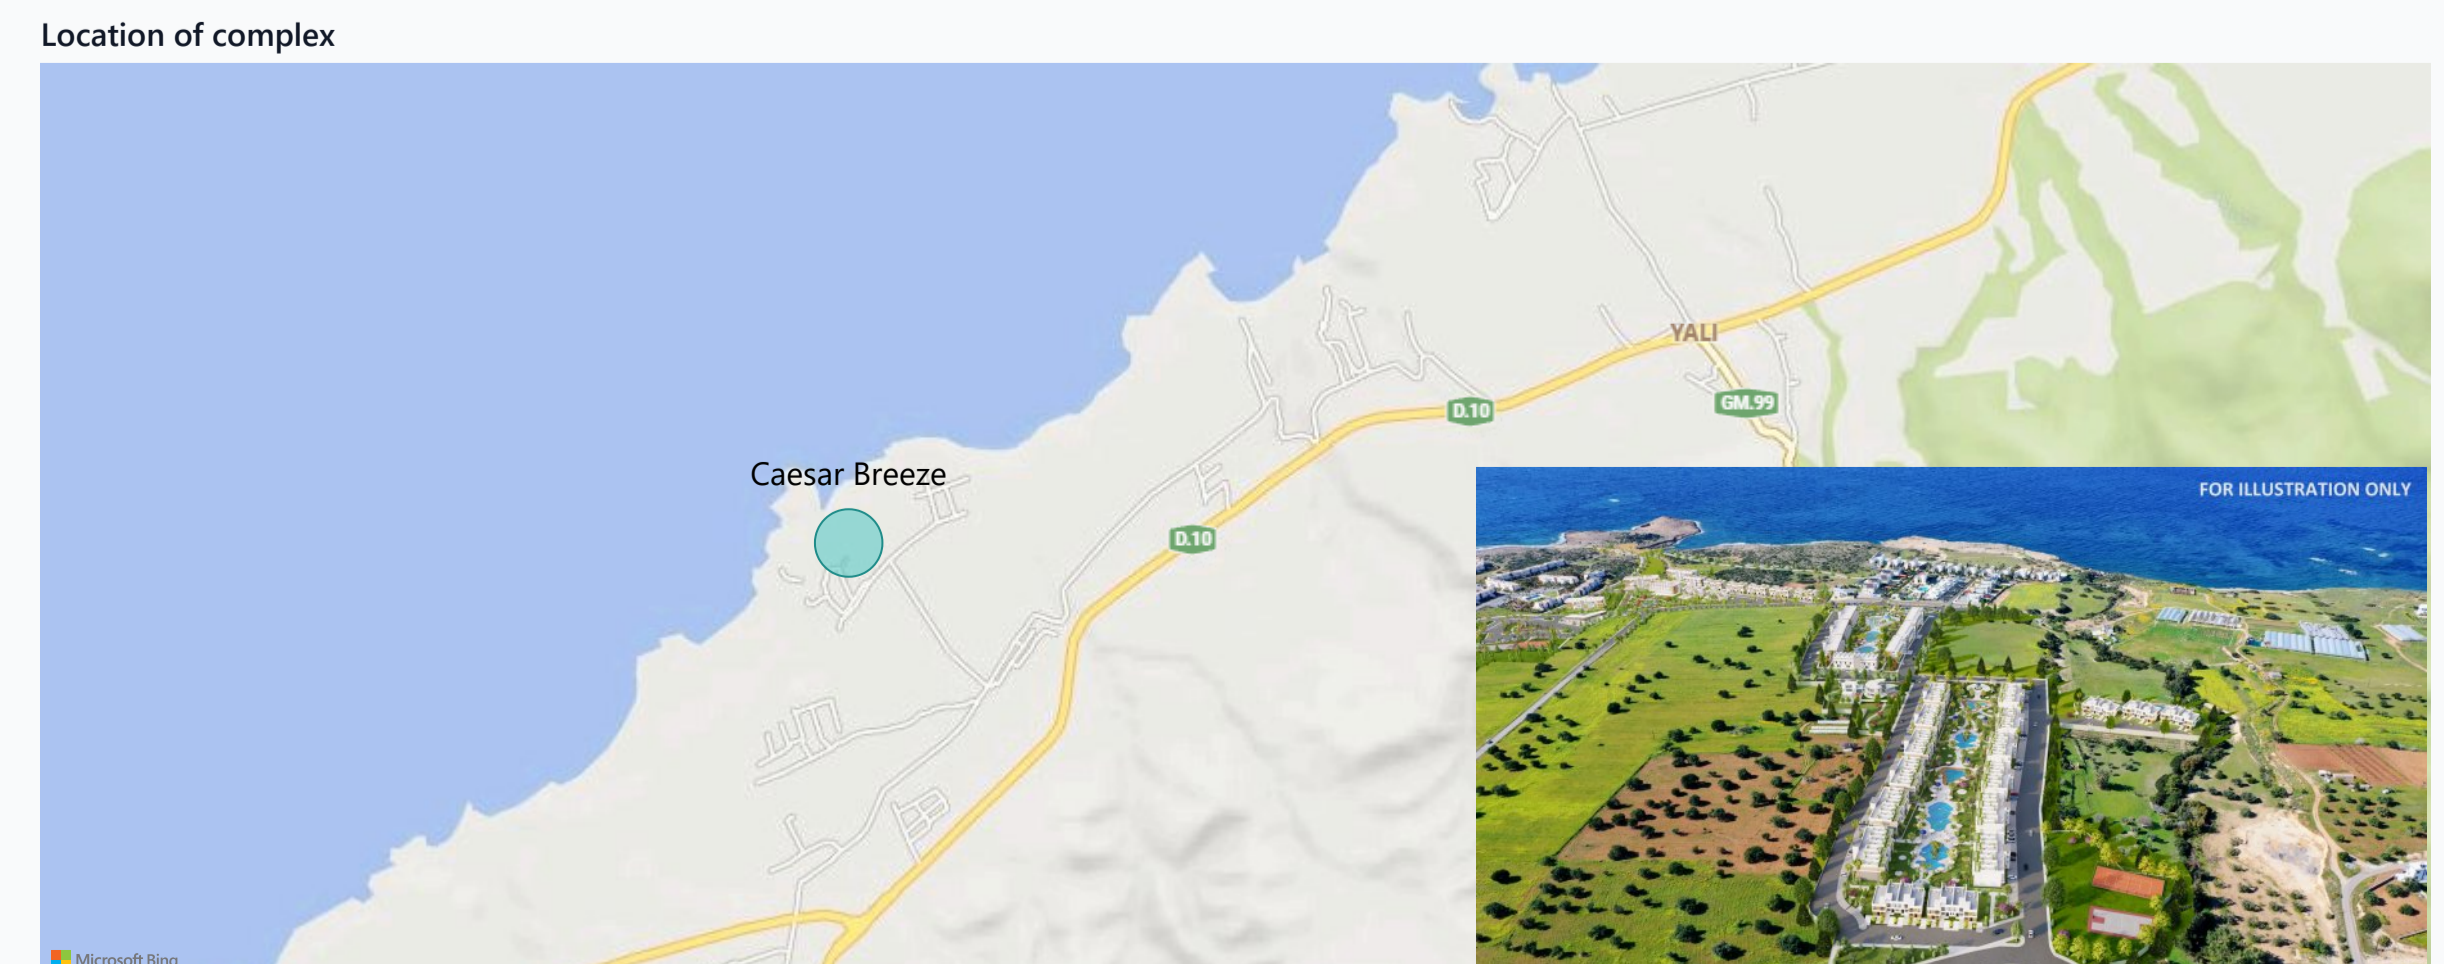 Location of complex
YALI
GM.99
D.10
Caesar Breeze
FOR ILLUSTRATION ONLY
D.10
Microsoft Bing